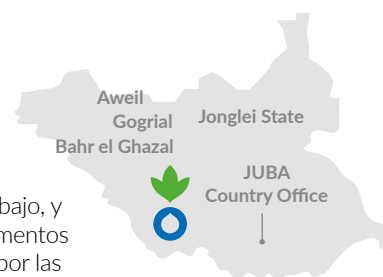 Aweil
Gogrial
Bahr el Ghazal
Jonglei State
JUBA
Country Office
bajo, y
mentos
por las